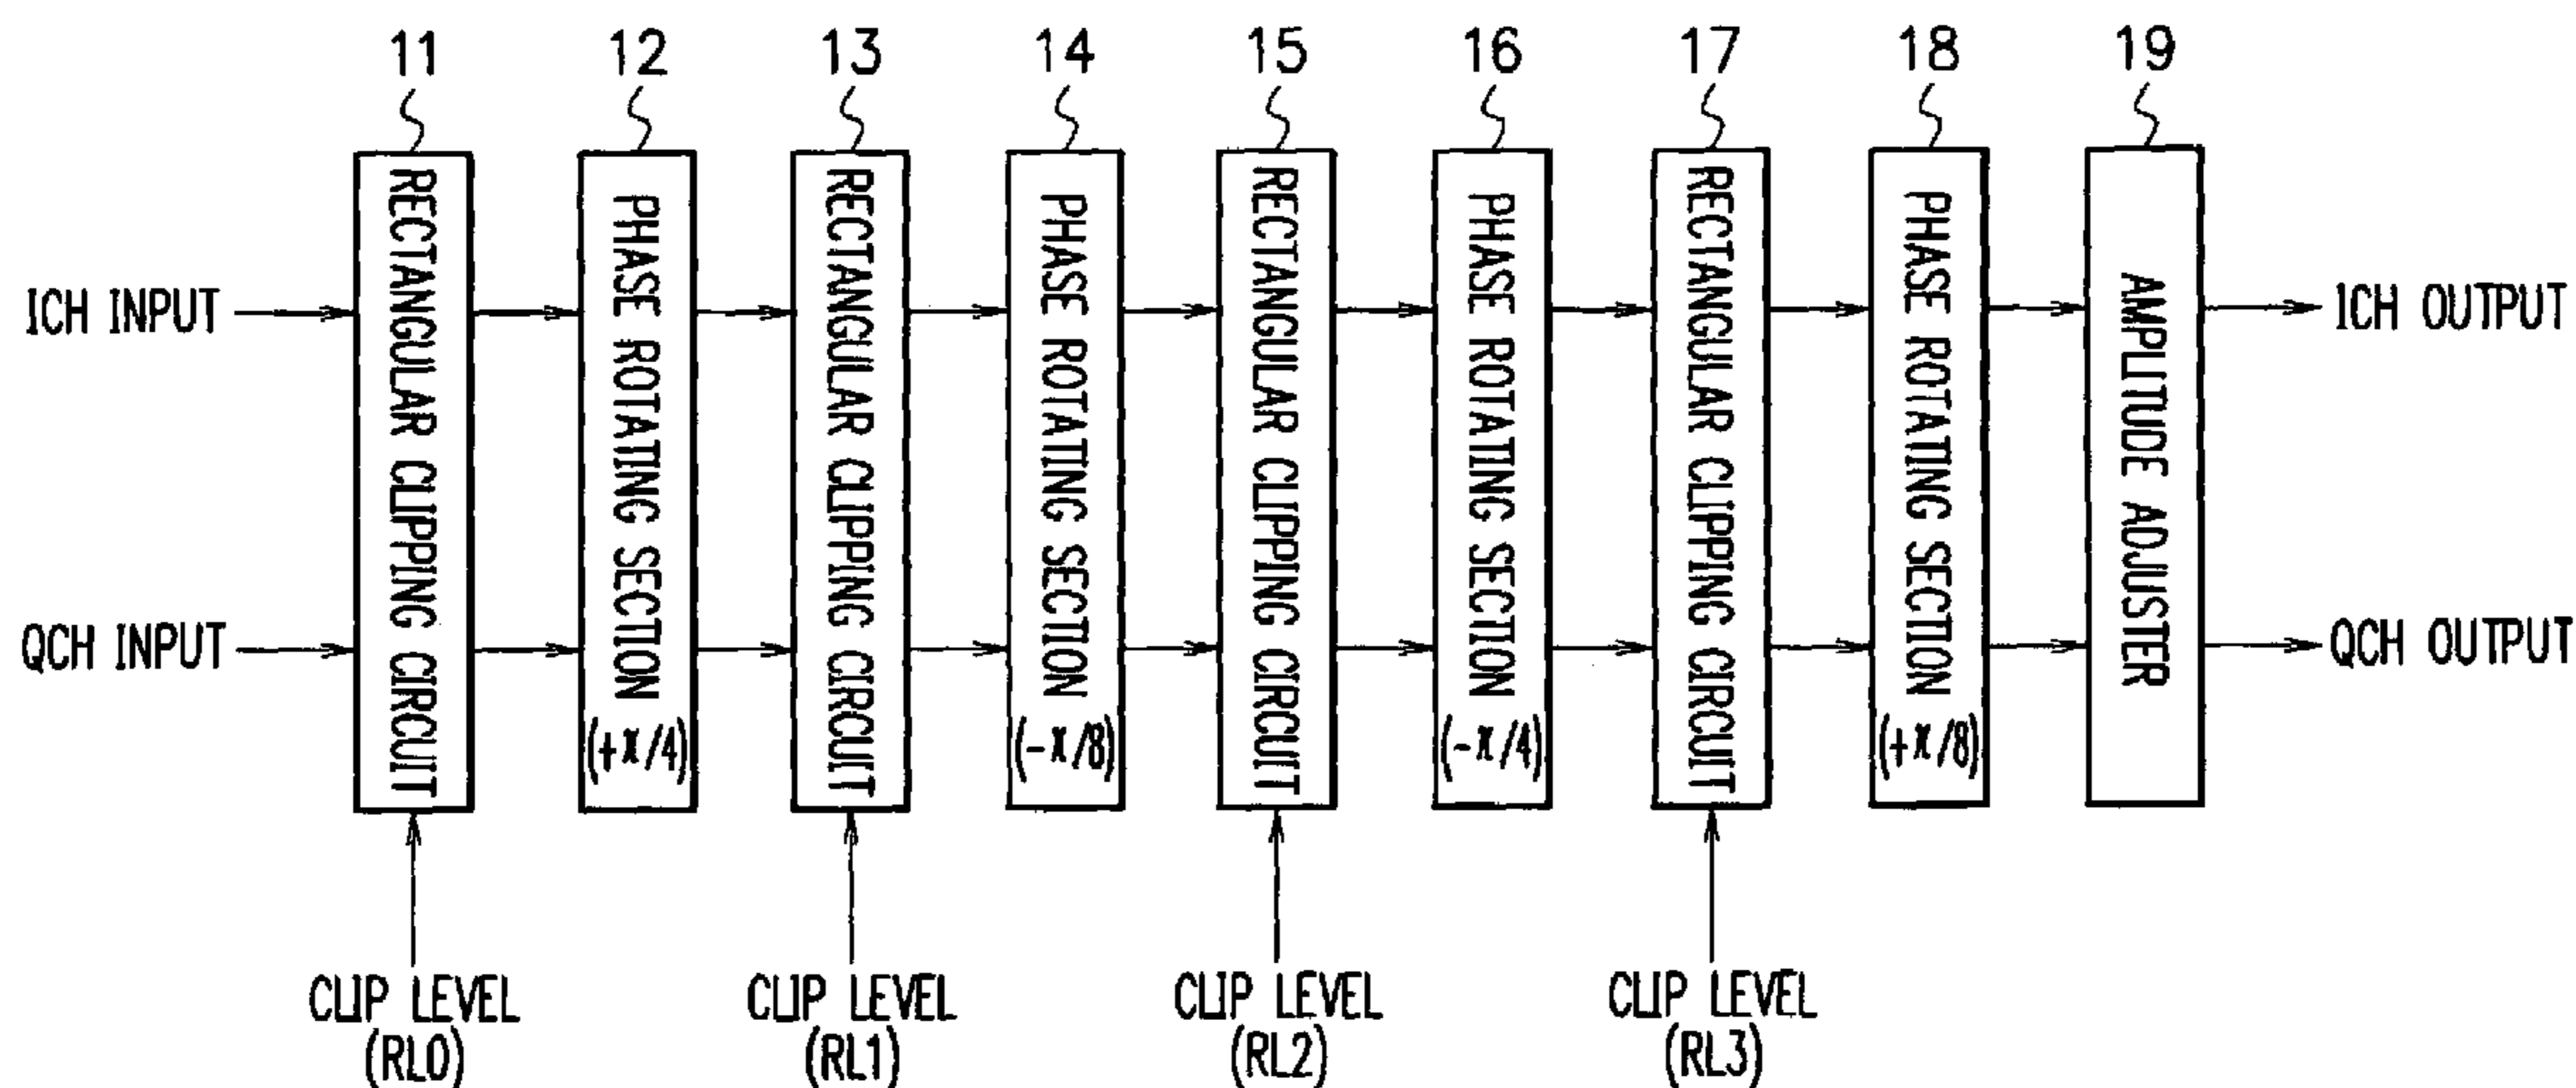 11
12
13
14
15
16
17
18
19
RECTANGULAR CLIPPING CIRCUIT
PHASE ROTATING SECTION
(+π/4)
RECTANGULAR CLIPPING CIRCUIT
PHASE ROTATING SECTION
(-π/8)
RECTANGULAR CLIPPING CIRCUIT
PHASE ROTATING SECTION
(-π/4)
RECTANGULAR CLIPPING CIRCUIT
PHASE ROTATING SECTION
(+π/8)
AMPLITUDE ADJUSTER
ICH INPUT
ICH OUTPUT
QCH INPUT
QCH OUTPUT
CLIP LEVEL
(RL0)
CLIP LEVEL
(RL1)
CLIP LEVEL
(RL2)
CLIP LEVEL
(RL3)